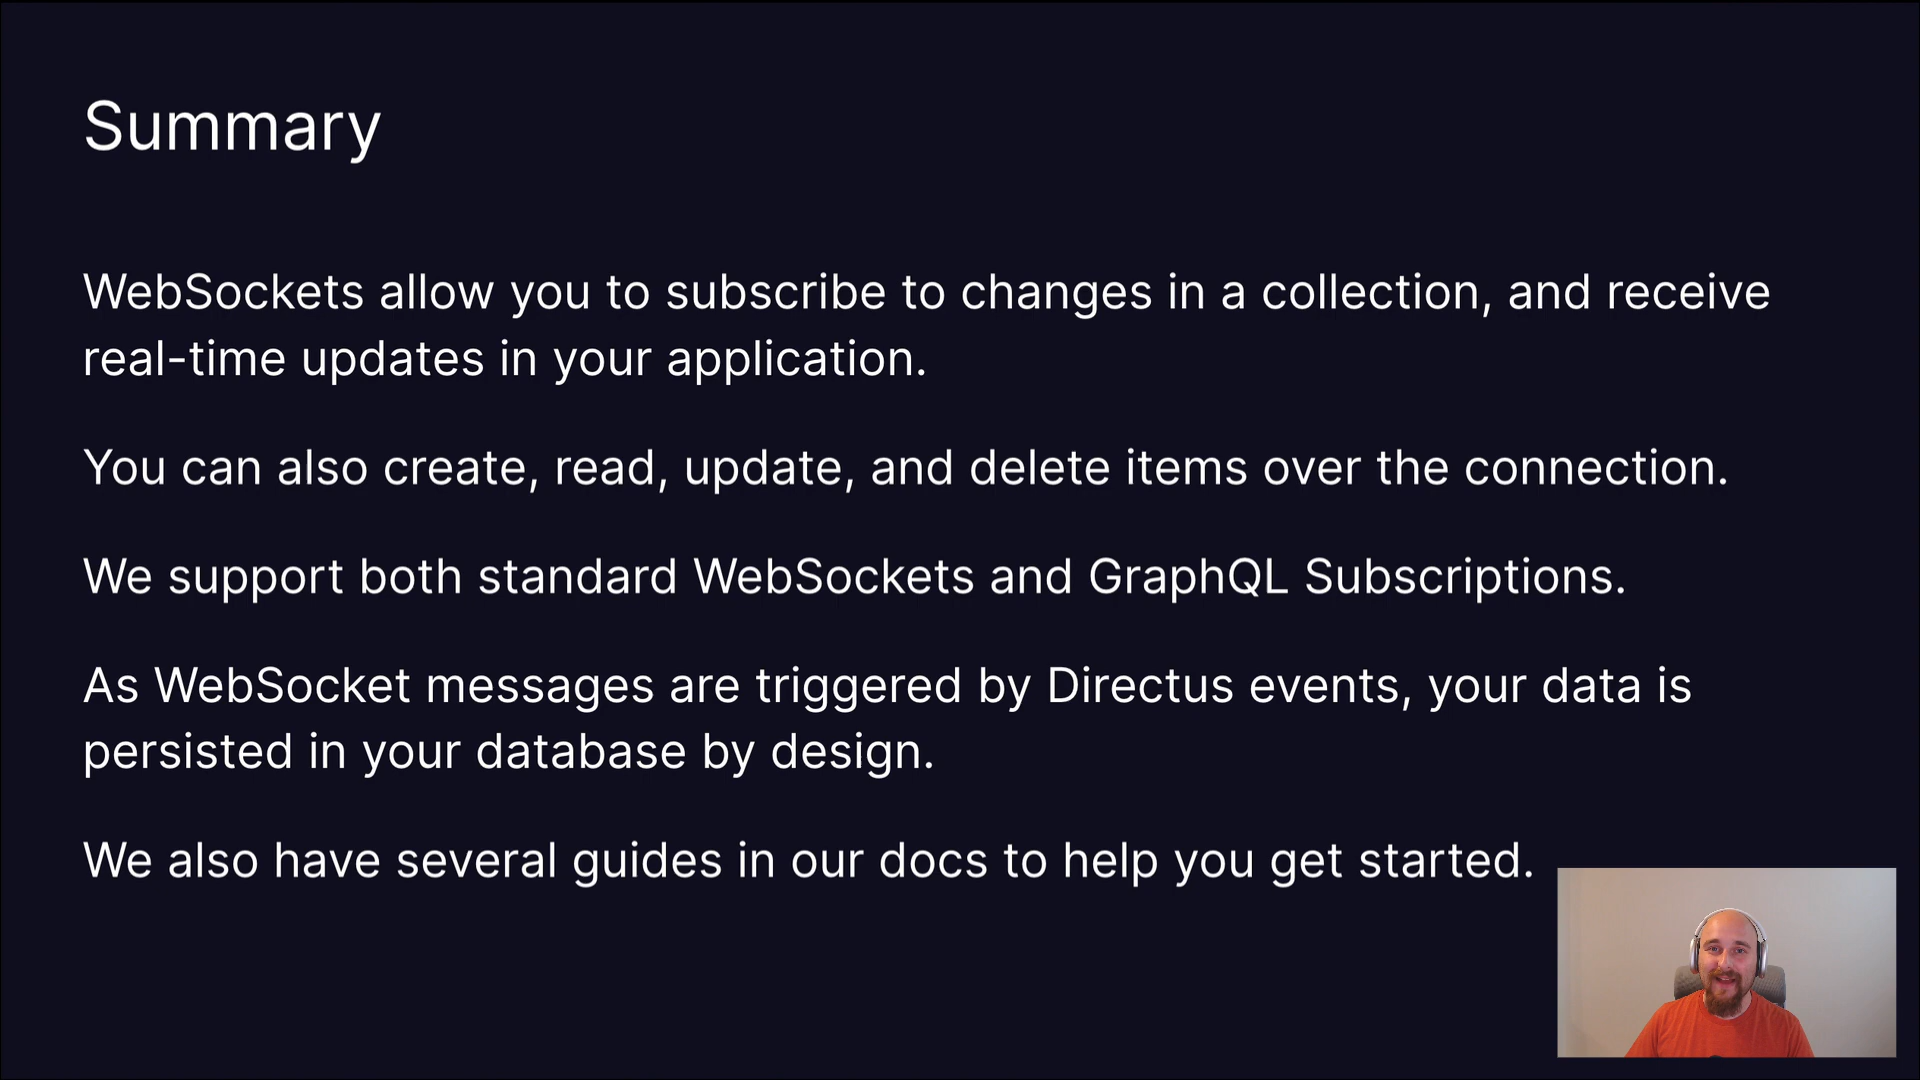 Summary
WebSockets allow you to subscribe to changes in a collection, and receive
real-time updates in your application.
You can also create, read, update, and delete items over the connection.
We support both standard WebSockets and GraphQL Subscriptions.
As WebSocket messages are triggered by Directus events, your data is
persisted in your database by design.
We also have several guides in our docs to help you get started.